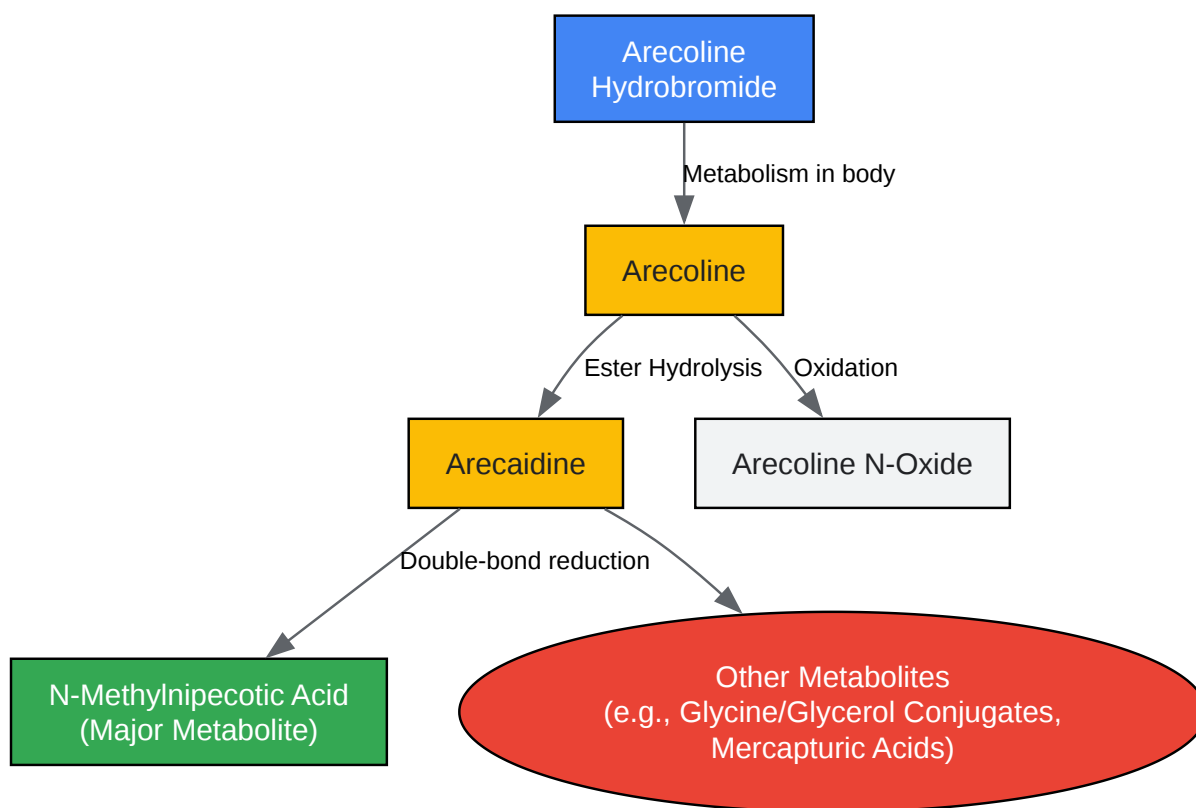 Arecoline
Hydrobromide
Metabolism in body
Arecoline
Ester Hydrolysis
Oxidation
Arecaidine
Arecoline N-Oxide
Double-bond reduction
N-Methylnipecotic Acid
(Major Metabolite)
Other Metabolites
(e.g., Glycine/Glycerol Conjugates,
Mercapturic Acids)